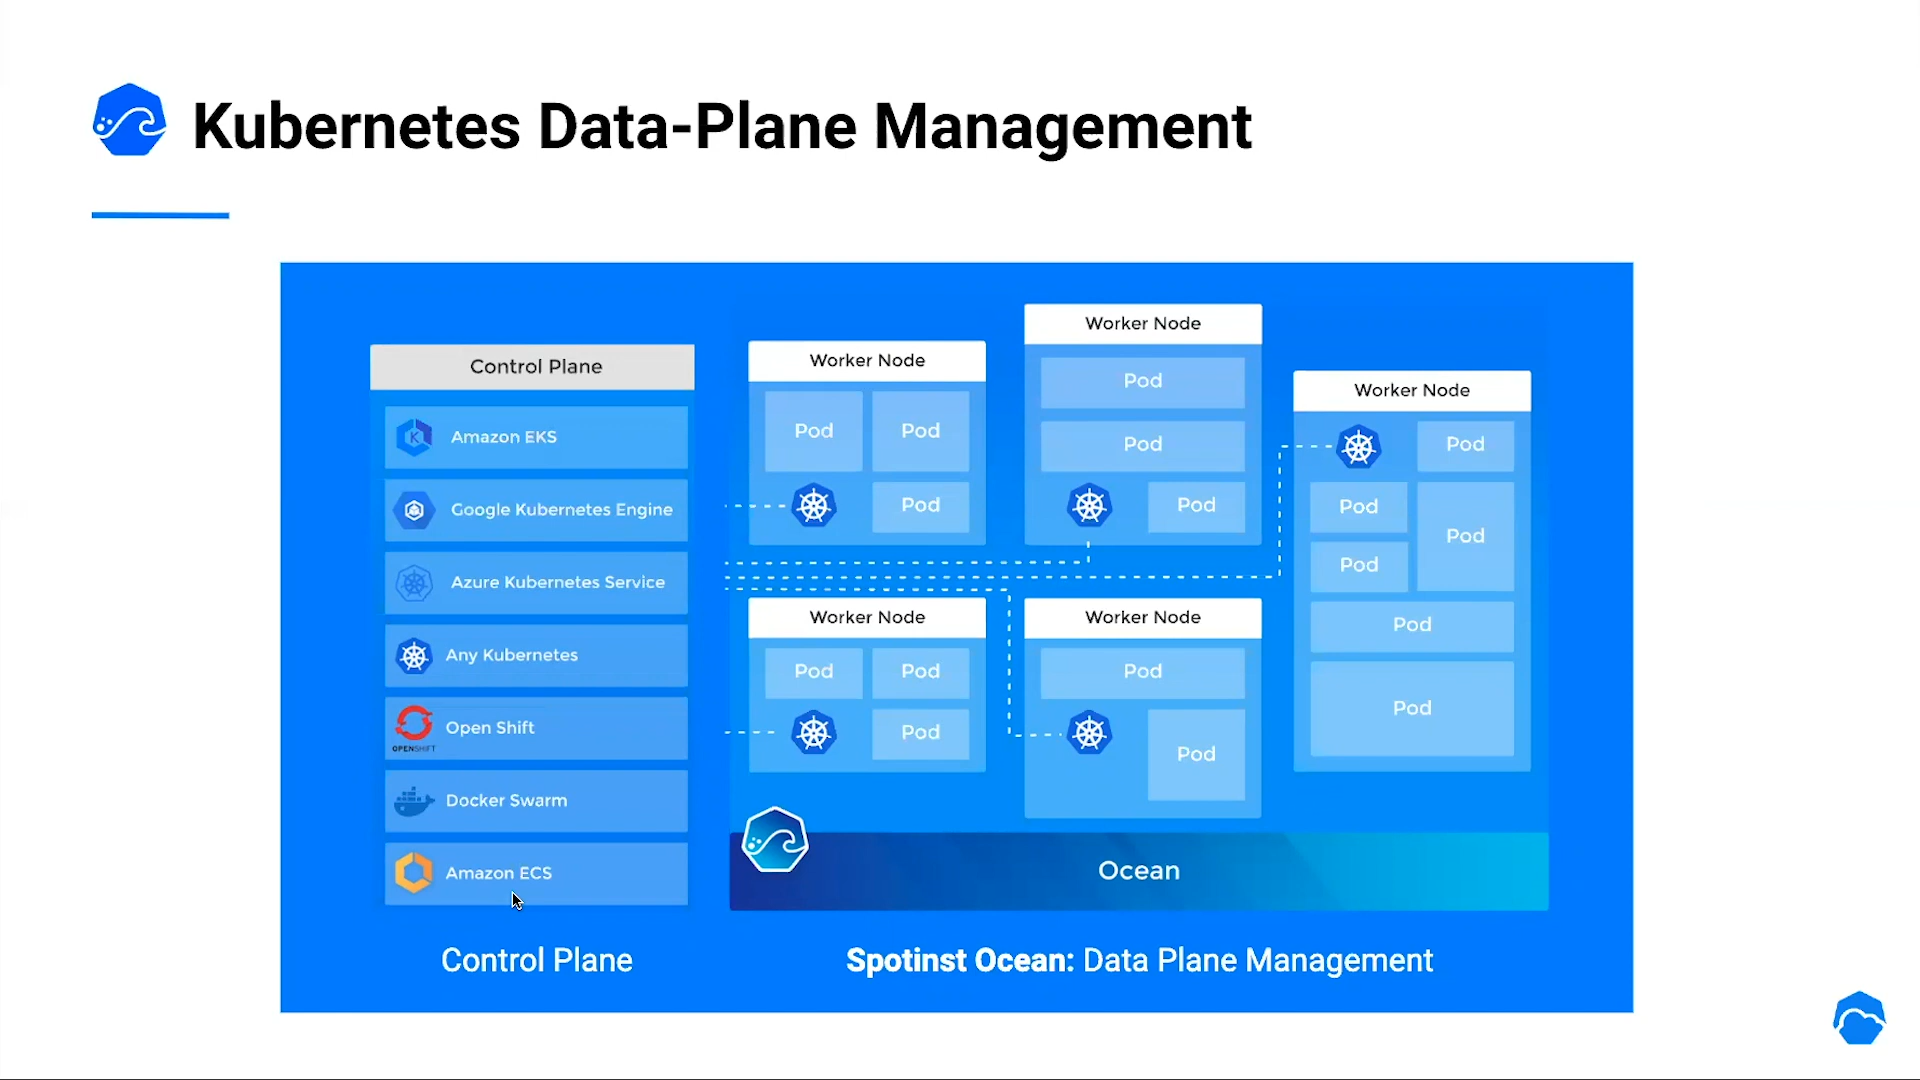 Kubernetes Data-Plane Management
Control Plane
Amazon EKS
Google Kubernetes Engine
Azure Kubernetes Service
Any Kubernetes
OPENSHIFT
Open Shift
Docker Swarm
Amazon ECS
Control Plane
Worker Node
Pod
Pod
Pod
Worker Node
Pod
Pod
Pod
Worker Node
Pod
Pod
Pod
Pod
Pod
Pod
Worker Node
Pod
Pod
Pod
Worker Node
Pod
Pod
Ocean
Spotinst Ocean: Data Plane Management